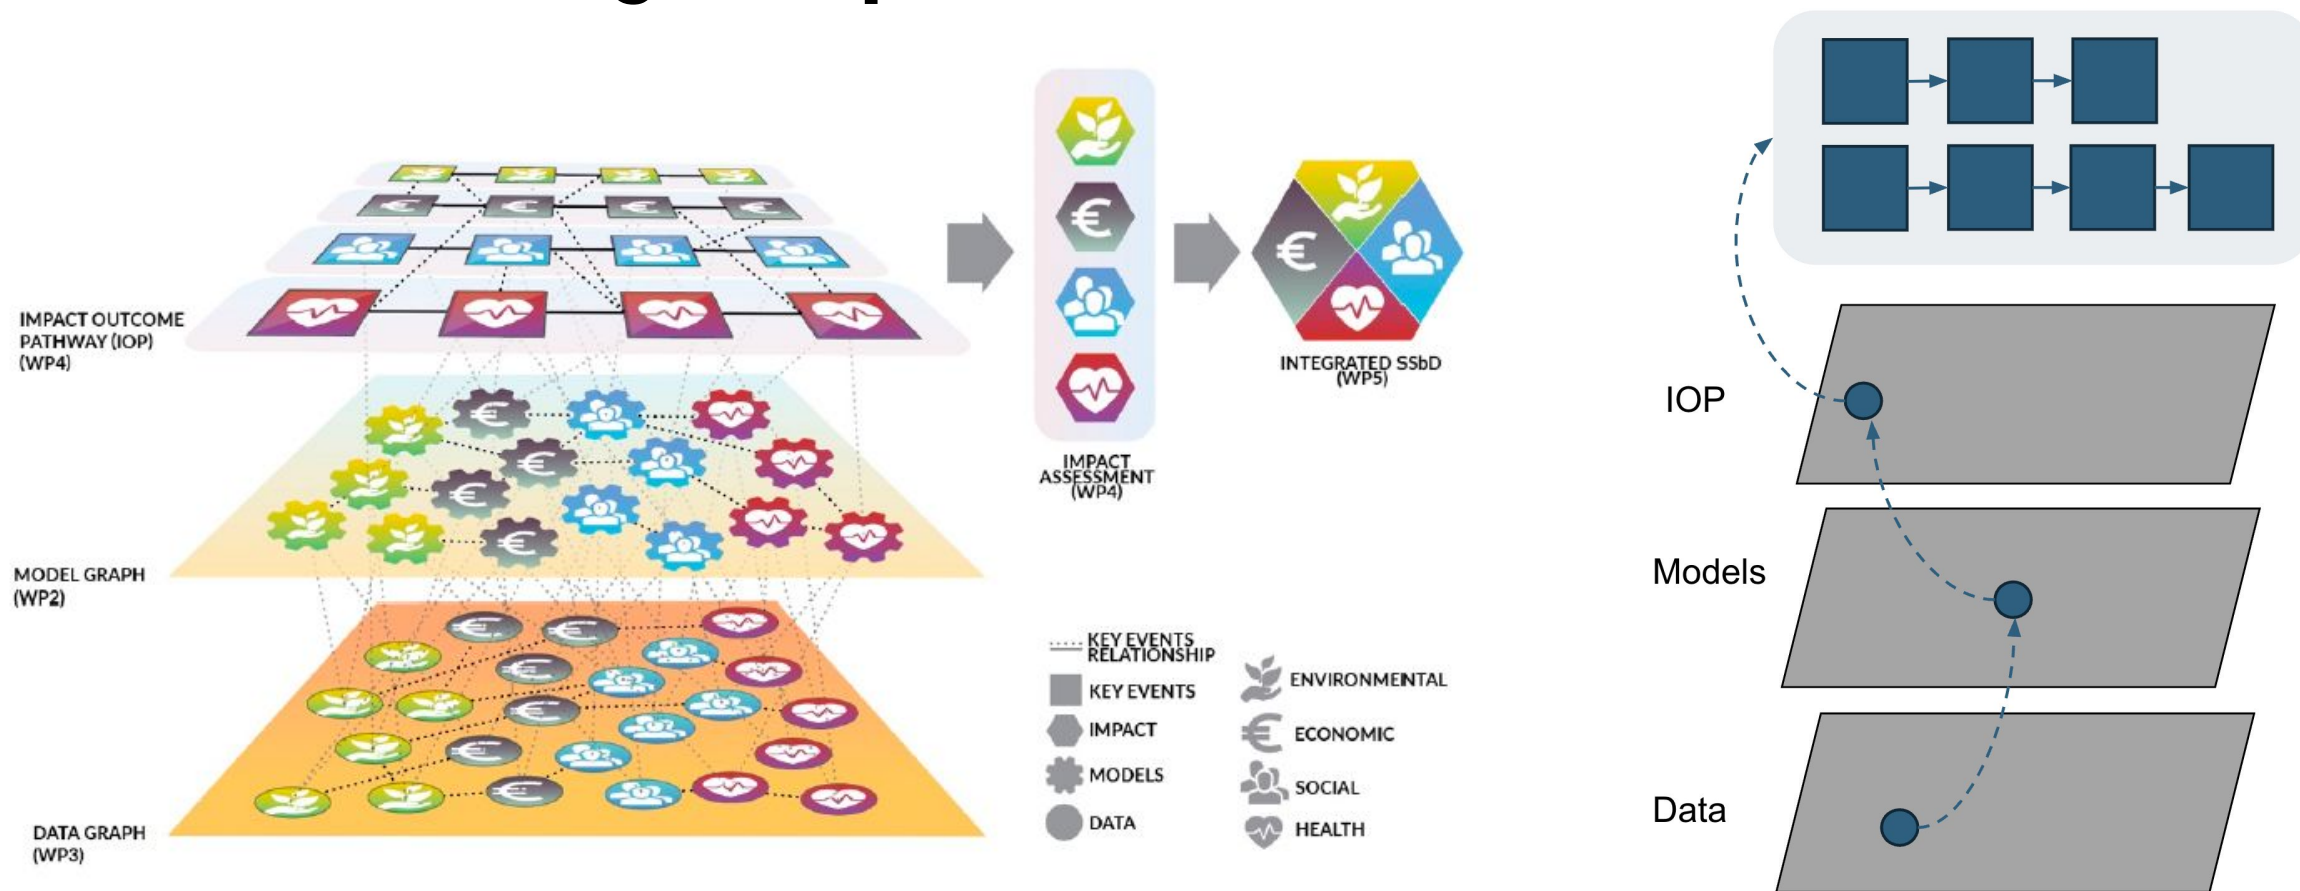 IMPACT OUTCOME
PATHWAY (IOP)
(WP4)
MODEL GRAPH
(WP2)
DATA GRAPH
(WP3)
IMPACT
ASSESSMENT
(WP4)
INTEGRATED SSbD
(WP5)
KEY EVENTS
RELATIONSHIP
KEY EVENTS
IMPACT
MODELS
DATA
ENVIRONMENTAL
ECONOMIC
SOCIAL
HEALTH
IOP
Models
Data